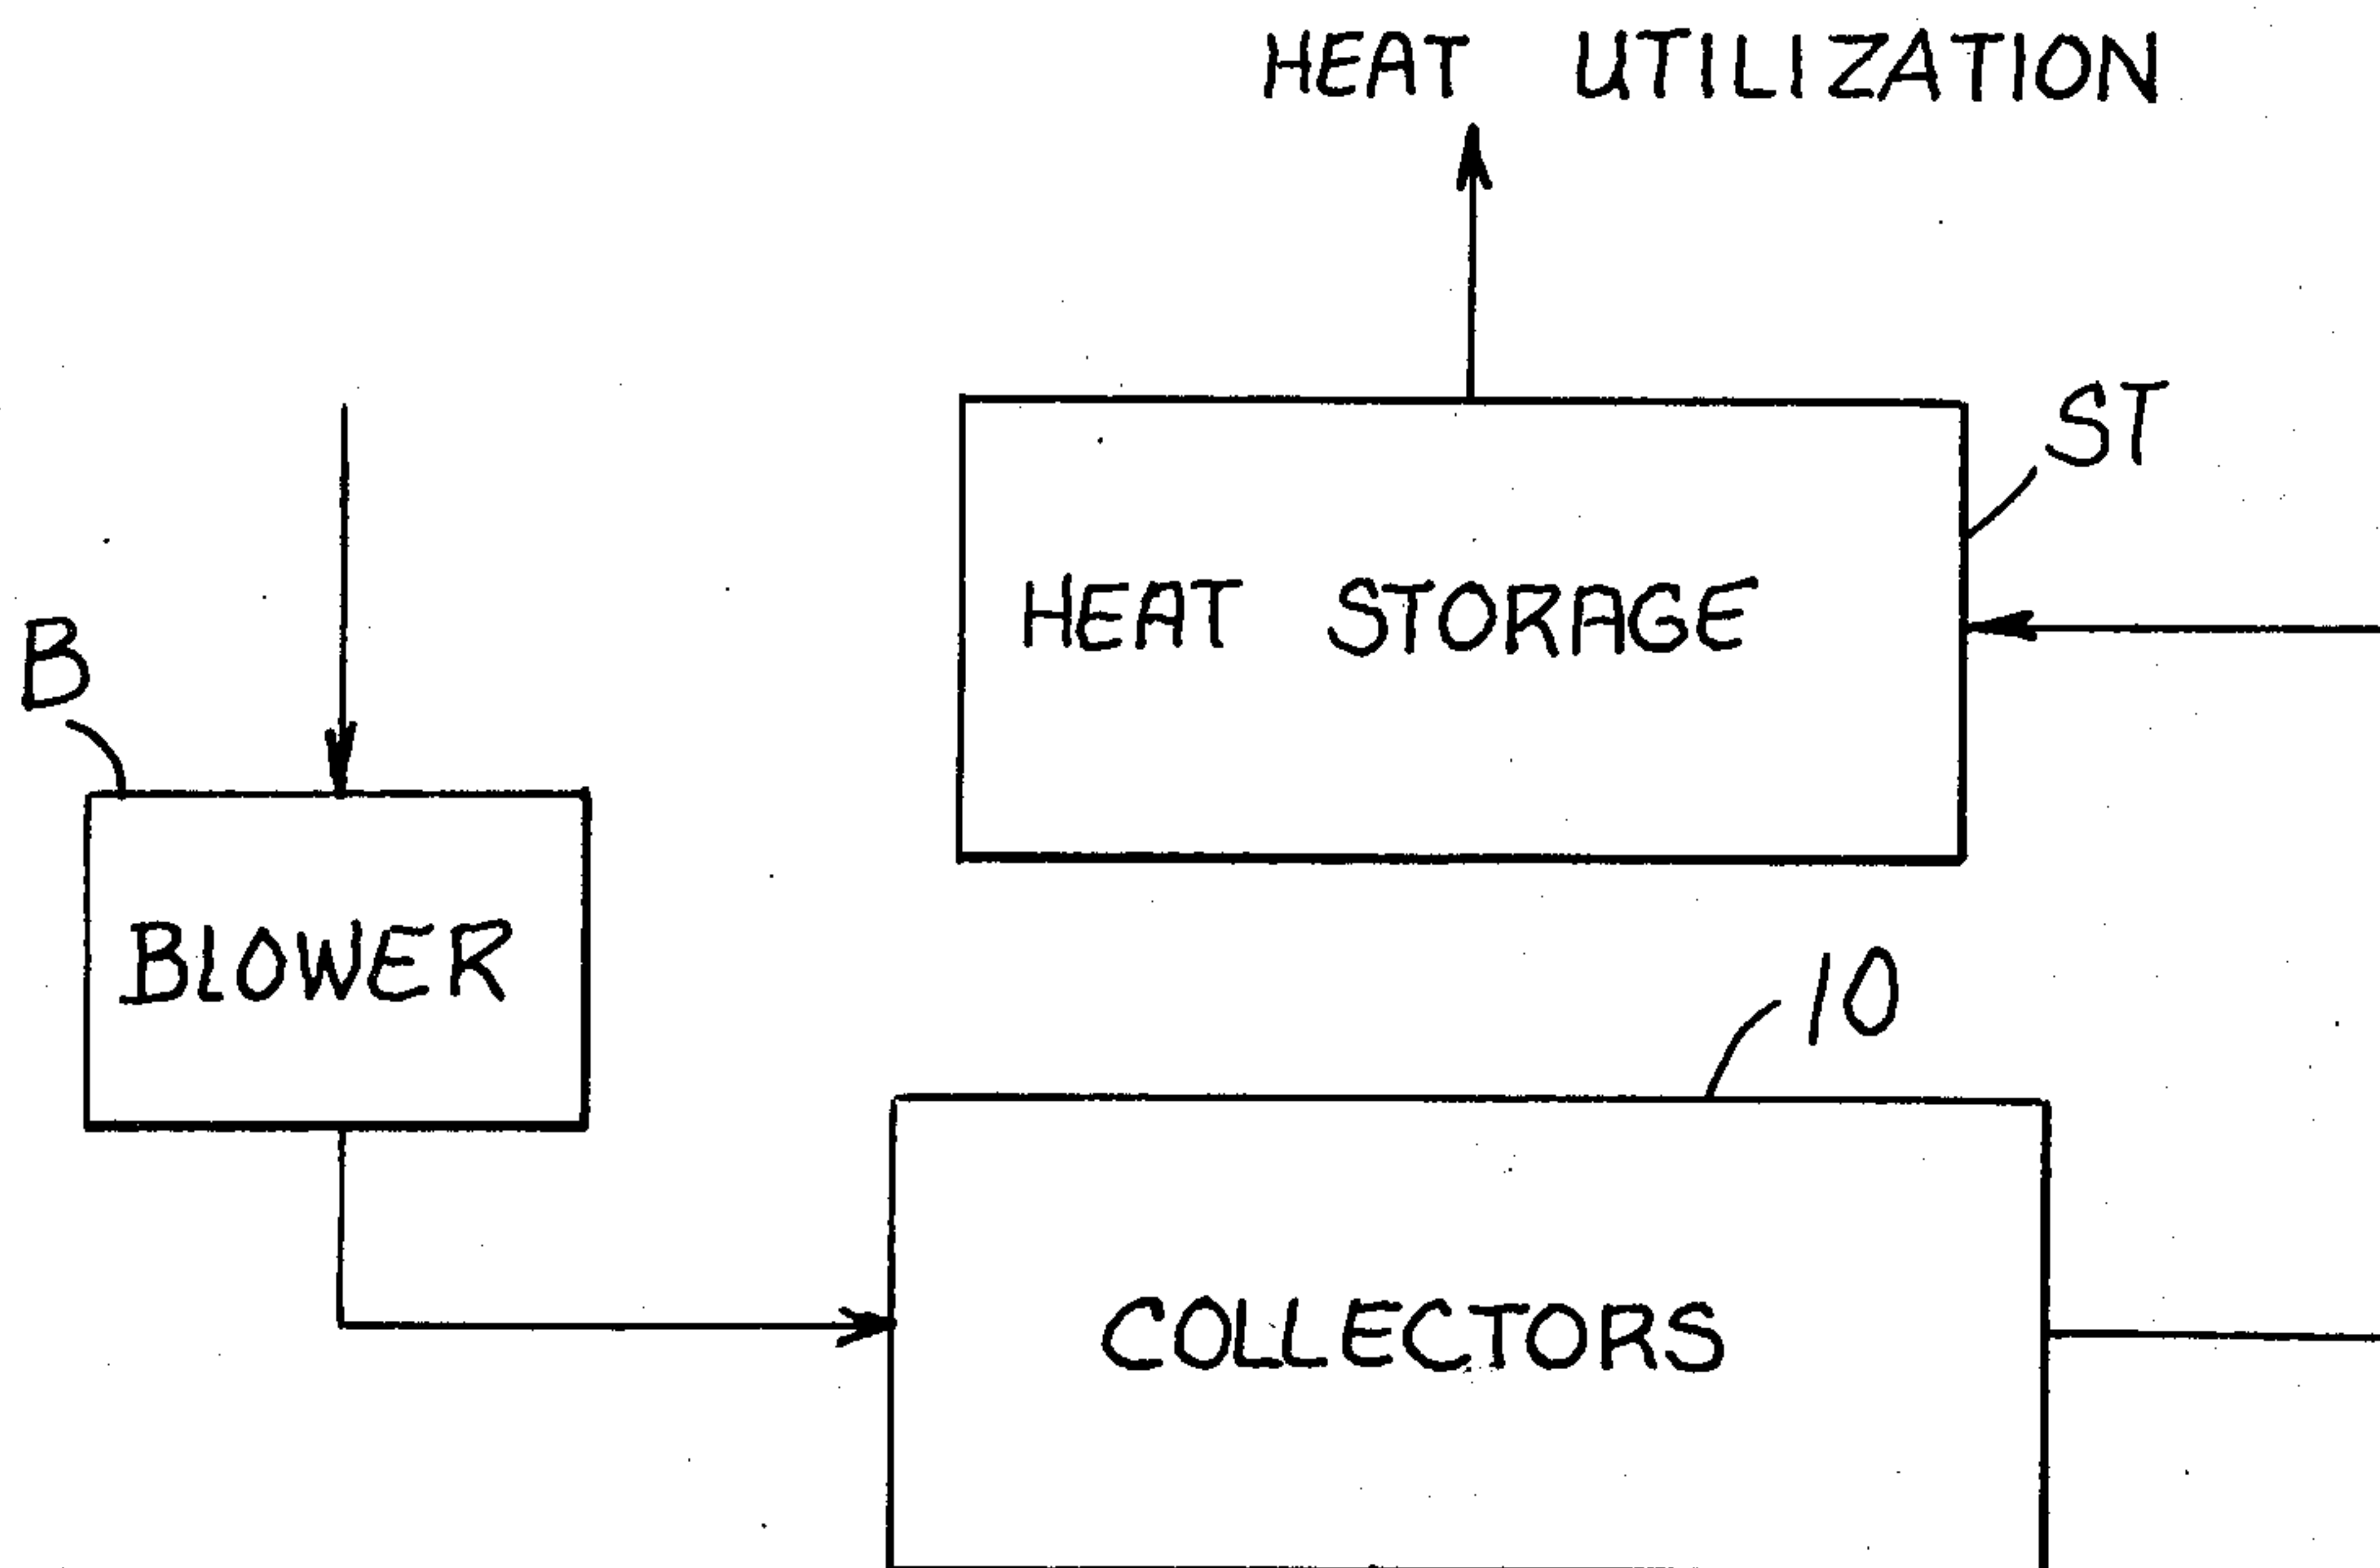 HEAT UTILIZATION
ST
HEAT STORAGE
B
BLOWER
10
COLLECTORS